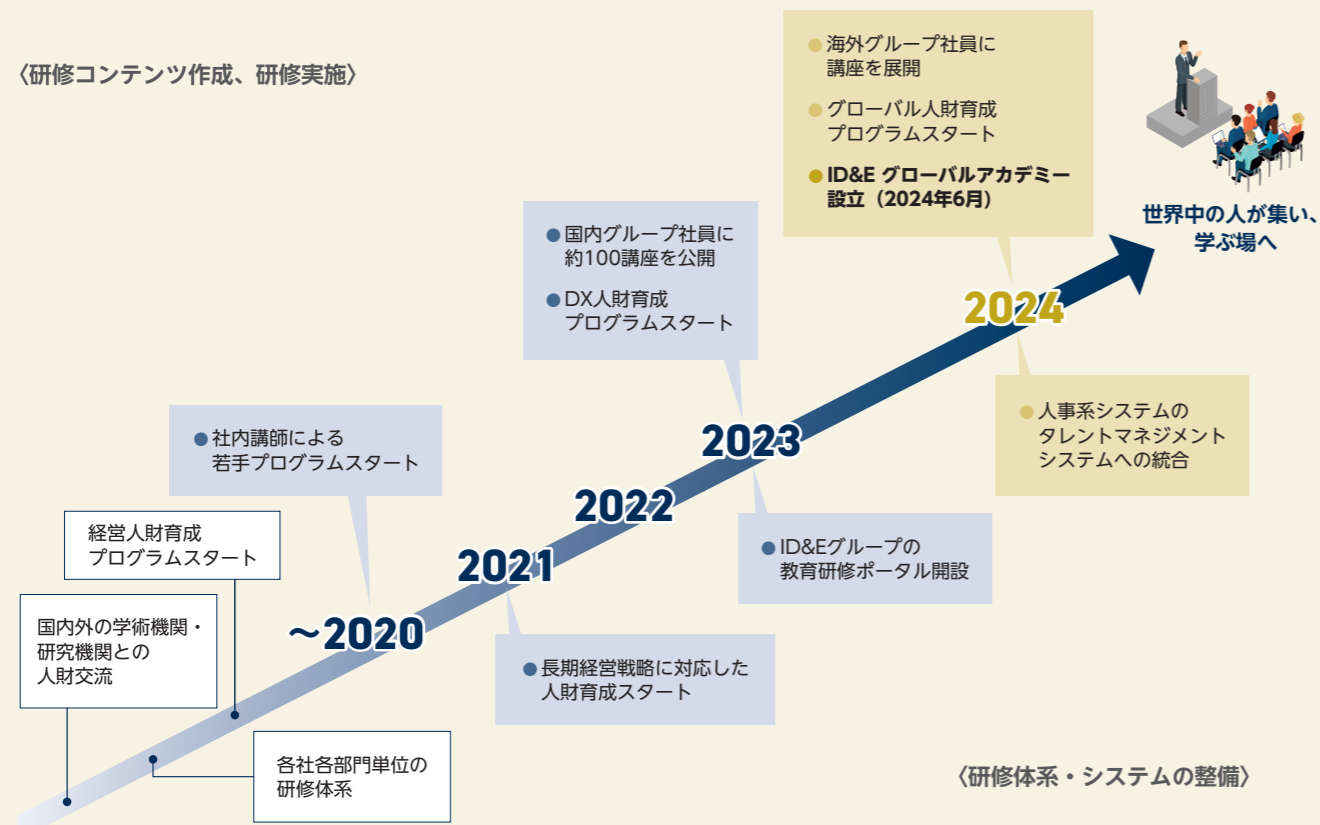 〈研修コンテンツ作成、研修実施〉
●海外グループ社員に
講座を展開
●グローバル人財育成
プログラムスタート
●ID&E グローバルアカデミー
設立（2024年6月)
世界中の人が集い、
学ぶ場へ
●国内グループ社員に
約100講座を公開
●DX人財育成
プログラムスタート
2024
●人事系システムの
タレントマネジメント
システムへの統合
●社内講師による
若手プログラムスタート
2023
2022
経営人財育成
プログラムスタート
2021
●ID&Eグループの
教育研修ポータル開設
国内外の学術機関・
研究機関との
人財交流
～2020
●長期経営戦略に対応した
人財育成スタート
各社各部門単位の
研修体系
〈研修体系・システムの整備〉